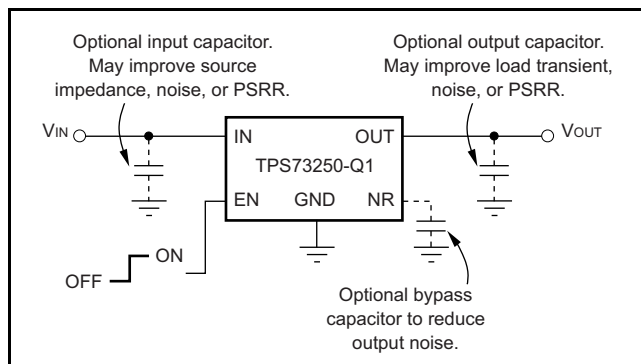 Optional input capacitor.
May improve source
impedance, noise, or PSRR.
Optional output capacitor.
May improve load transient,
noise, or PSRR.
VIN
IN
OUT
VOUT
TPS73250-Q1
EN
GND
NR
ON
OFF
Optional bypass
capacitor to reduce
output noise.